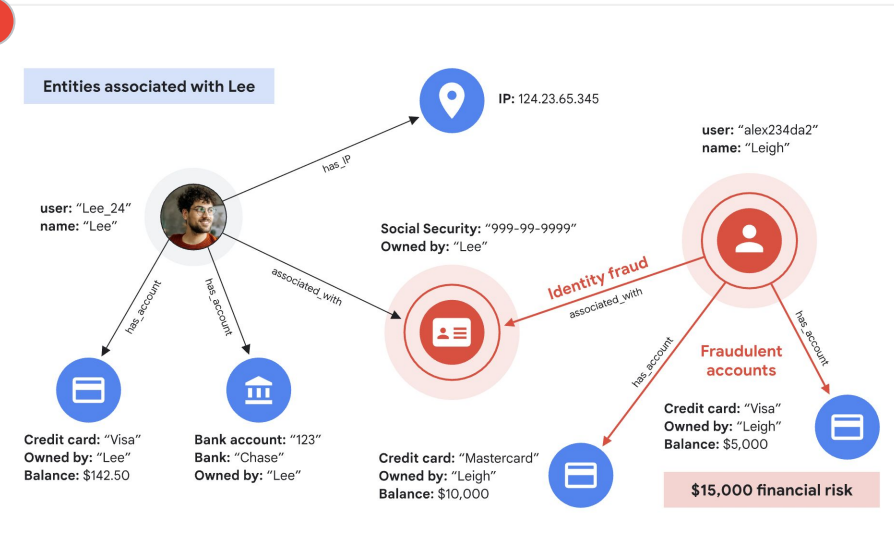 Entities associated with Lee
IP: 124.23.65.345
has_IP
user: “alex234da2”
name: “Leigh”
user: “Lee_24”
name: “Lee”
Social Security: “999-99-9999”
Owned by: “Lee”
associated_with
Identity fraud
associated_with
has_account
has_account
has_account
has_account
Fraudulent
accounts
Credit card: “Visa”
Owned by: “Lee”
Balance: $142.50
Bank account: “123”
Bank: “Chase”
Owned by: “Lee”
Credit card: “Mastercard”
Owned by: “Leigh”
Balance: $10,000
Credit card: “Visa”
Owned by: “Leigh”
Balance: $5,000
$15,000 financial risk